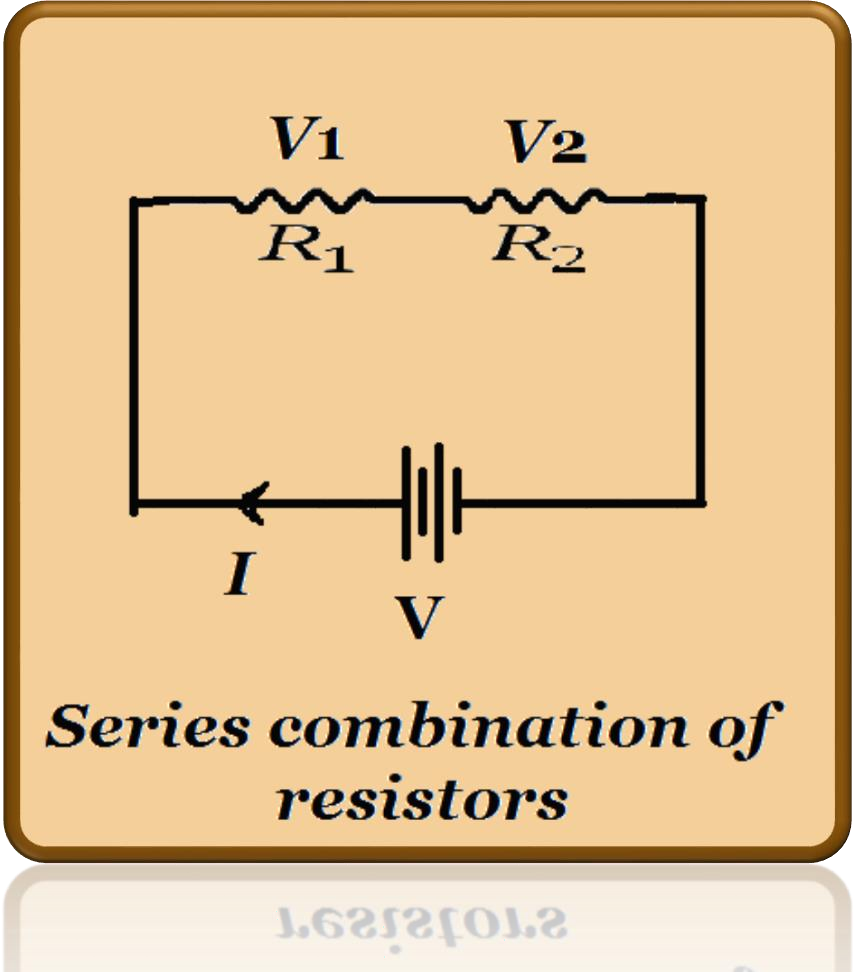 V1 V2
R1 R2
I
V
Series combination of
resistors
resistors